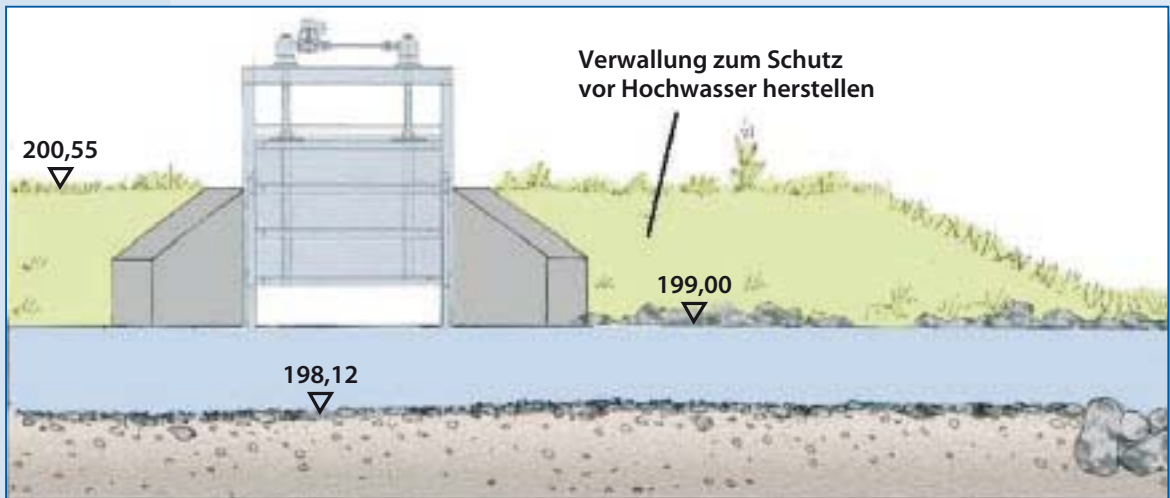 Verwallung zum Schutz
vor Hochwasser herstellen
200,55
199,00
198,12